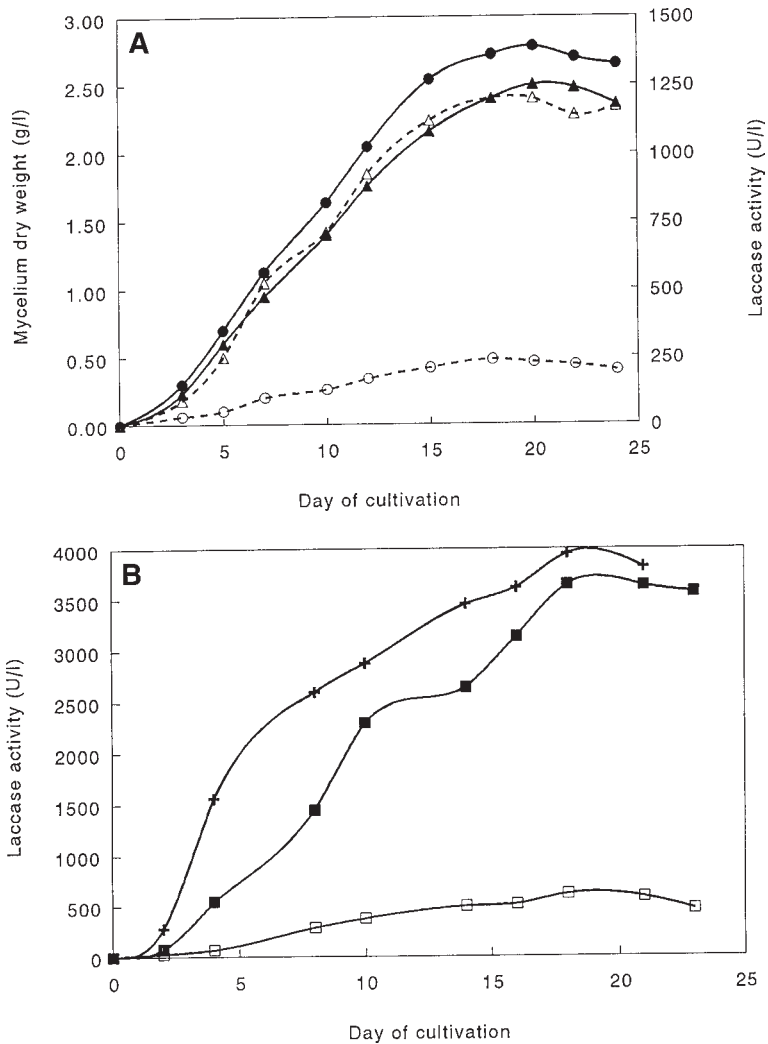 A
Mycelium dry weight (g/l)
3.00
2.50
2.00
1.50
1.00
0.50
0.00
Laccase activity (U/l)
1500
1250
1000
750
500
250
0
0 5 10 15 20 25
Day of cultivation
B
Laccase activity (U/l)
4000
3500
3000
2500
2000
1500
1000
500
0
0 5 10 15 20 25
Day of cultivation